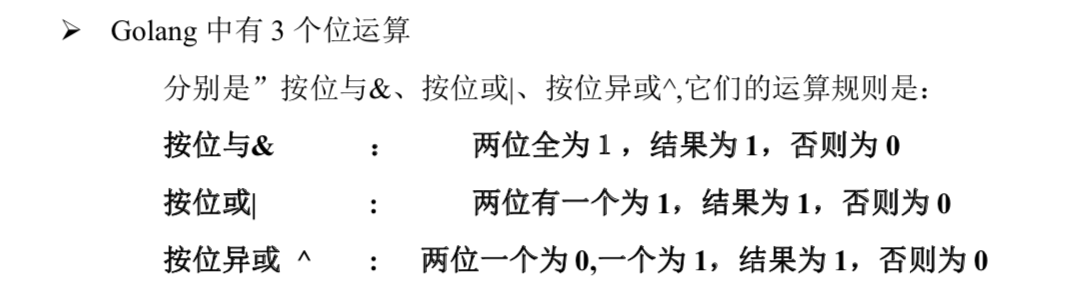 ➢ Golang 中有 3 个位运算
分别是”按位与&、按位或|、按位异或^,它们的运算规则是：
按位与& ： 两位全为１，结果为 1，否则为 0
按位或| ： 两位有一个为 1，结果为 1，否则为 0
按位异或 ^ ： 两位一个为 0,一个为 1，结果为 1，否则为 0